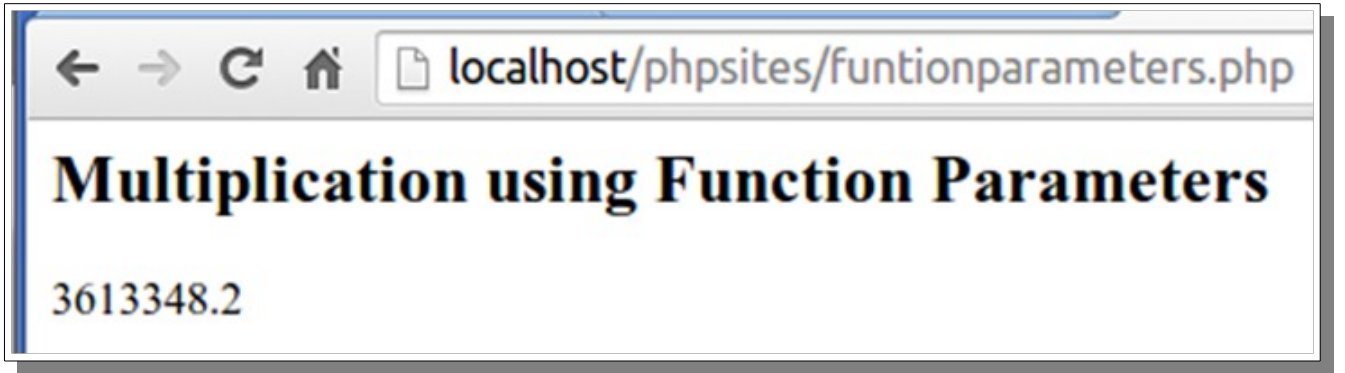 localhost/phpsites/funtionparameters.php
Multiplication using Function Parameters
3613348.2